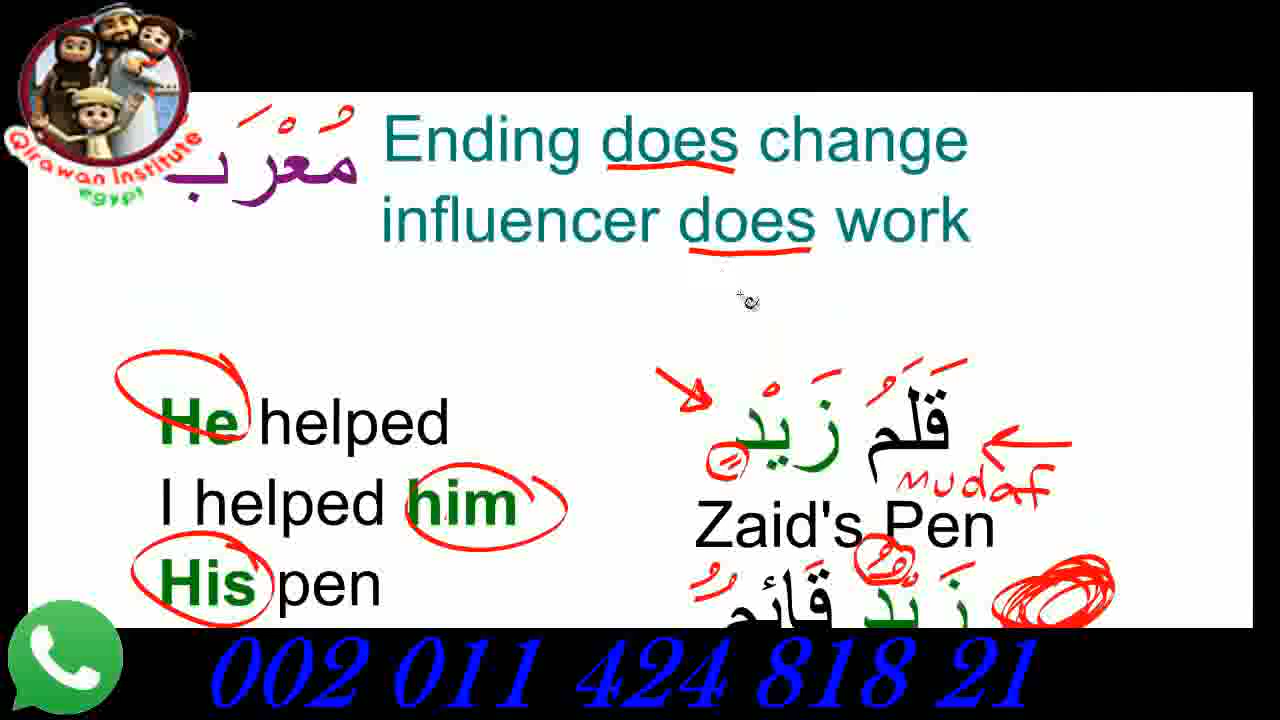 Qirawan Institute
egypt
مُعْرَب
Ending does change
influencer does work
He helped
I helped him
His pen
قَلَمُ زَيْدٍ
mudaf
Zaid's Pen
زَيْدٌ قَائِمٌ
002 011 424 818 21